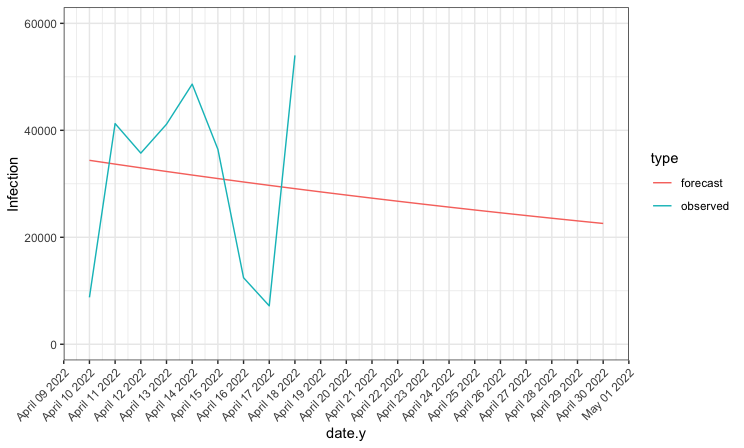 60000
40000
20000
0
Infection
April 09 2022
April 10 2022
April 11 2022
April 12 2022
April 13 2022
April 14 2022
April 15 2022
April 16 2022
April 17 2022
April 18 2022
April 19 2022
April 20 2022
April 21 2022
April 22 2022
April 23 2022
April 24 2022
April 25 2022
April 26 2022
April 27 2022
April 28 2022
April 29 2022
April 30 2022
May 01 2022
date.y
type
forecast
observed